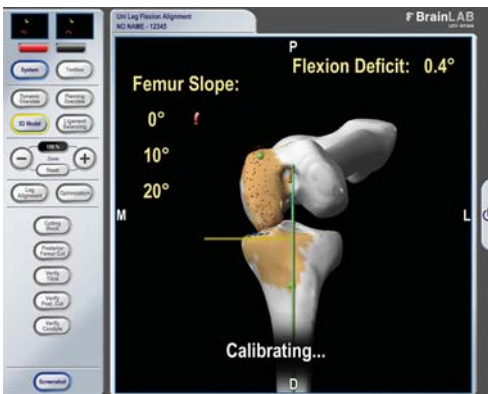 Uni Leg Flexion Alignment
NO NAME - 12345
BrainLAB
uni-knee
System
Toolbox
Dynamic Overview
Planning Overview
3D Model
Ligament Balancing
100%
Zoom
Reset
Leg Alignment
Optimization
Cutting Block
Posterior Femur Cut
Verify Tibia
Verify Post. Cut
Verify Condyle
Screenshot
P
Flexion Deficit: 0.4°
Femur Slope:
0°
10°
20°
M
L
Calibrating...
D